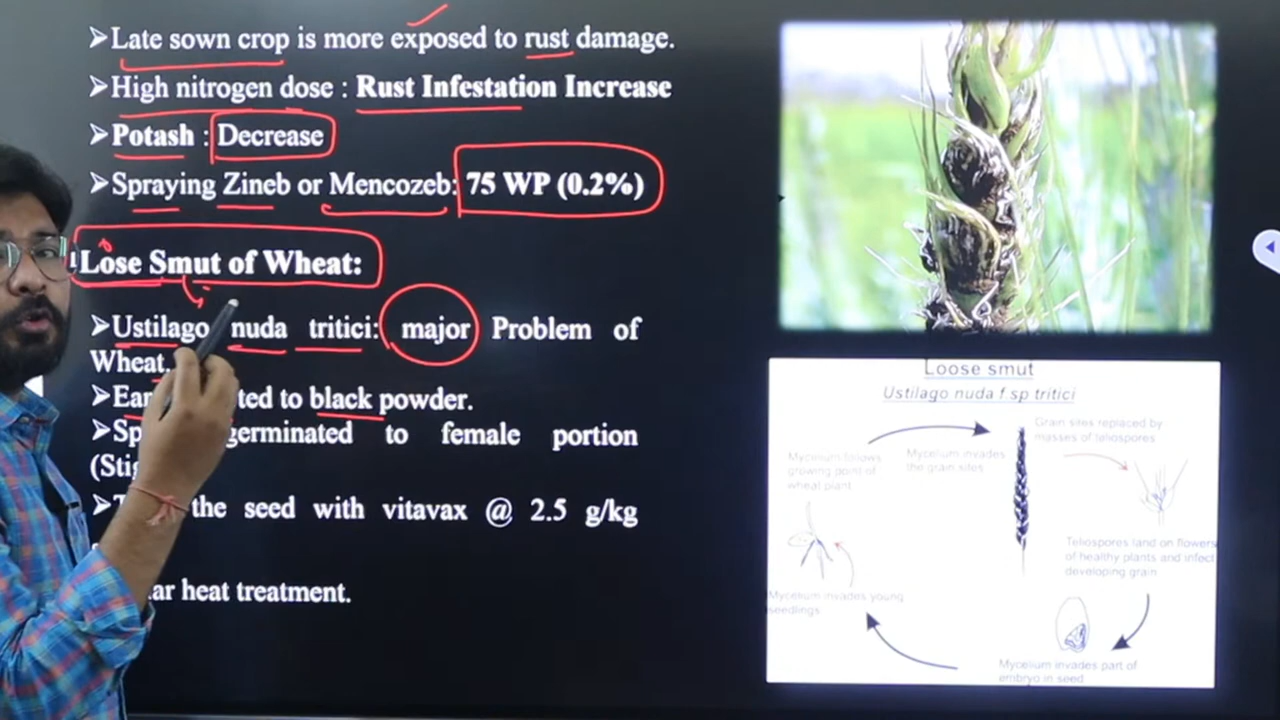 ➢Late sown crop is more exposed to rust damage.
➢High nitrogen dose : Rust Infestation Increase
➢Potash : Decrease
➢Spraying Zineb or Mencozeb: 75 WP (0.2%)
Lose Smut of Wheat:
➢Ustilago nuda tritici: major Problem of
Wheat.
➢Ear ted to black powder.
➢Sp germinated to female portion
(Stig
➢T the seed with vitavax @ 2.5 g/kg
ar heat treatment.
Loose smut
Ustilago nuda f sp tritici
Grain sites replaced by
masses of teliospores
Mycelium follows
growing point of
wheat plant
Mycelium invades
the grain sites
Teliospores land on flowers
of healthy plants and infect
developing grain
Mycelium invades young
seedlings
Mycelium invades part of
embryo in seed